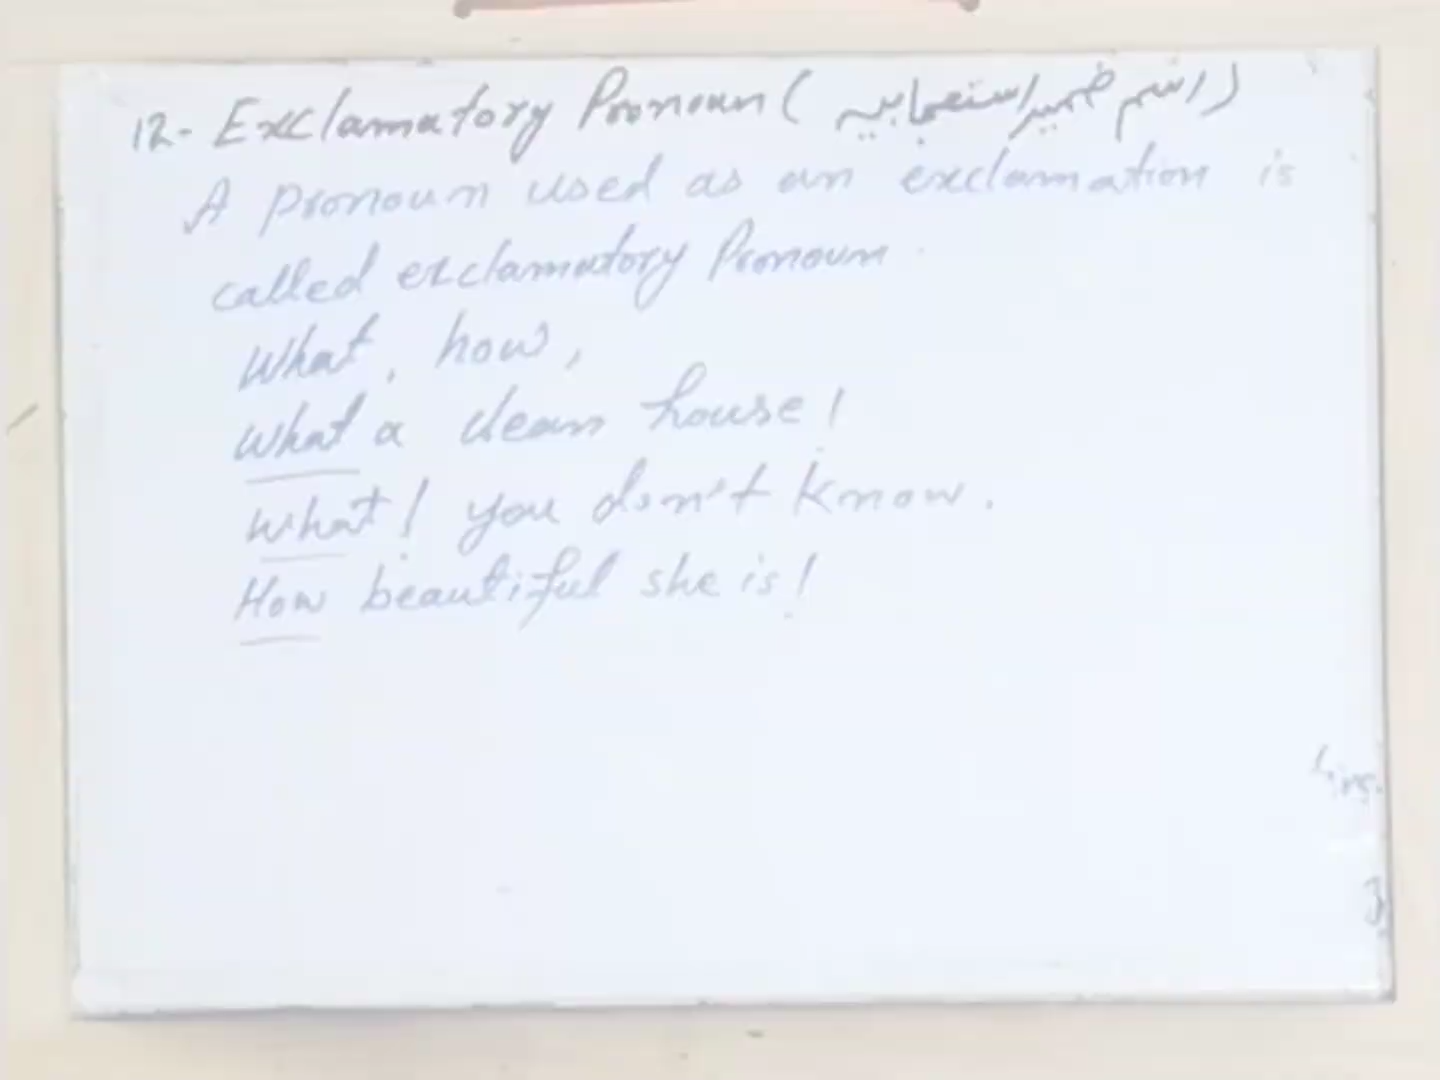 12- Exclamatory Pronoun ( اسم ضمیر استعجابیہ )
A pronoun used as an exclamation is
called exclamatory Pronoun.
What, how,
What a clean house!
What! you don't know.
How beautiful she is!